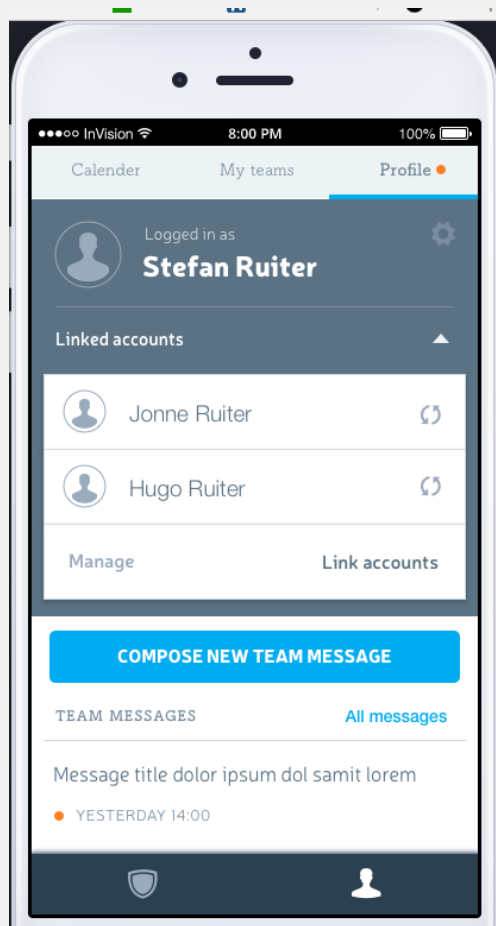 InVision 8:00 PM 100%
Calender My teams Profile
Logged in as
Stefan Ruiter
Linked accounts
Jonne Ruiter
Hugo Ruiter
Manage Link accounts
COMPOSE NEW TEAM MESSAGE
TEAM MESSAGES All messages
Message title dolor ipsum dol samit lorem
YESTERDAY 14:00